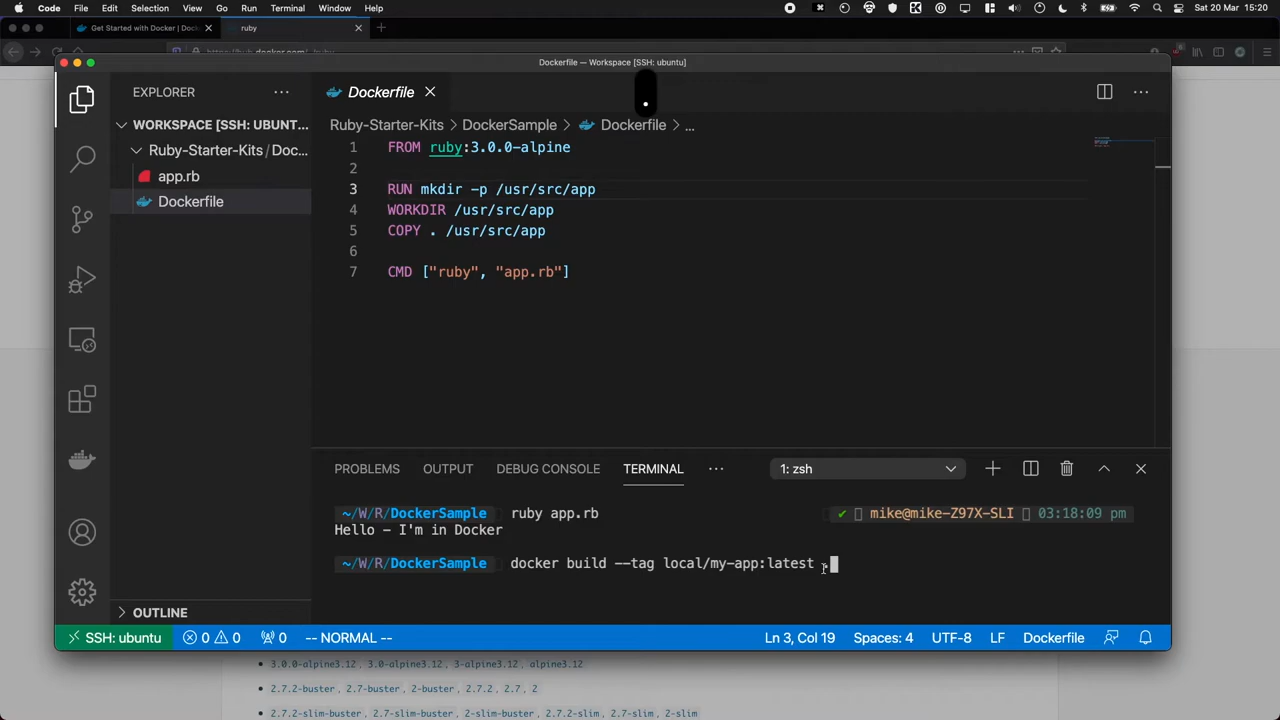 Code File Edit Selection View Go Run Terminal Window Help Sat 20 Mar 15:20
Get Started with Docker | Doc ruby
Dockerfile — Workspace [SSH: ubuntu]
EXPLORER
Dockerfile
WORKSPACE [SSH: UBUNT...
Ruby-Starter-Kits > DockerSample > Dockerfile > ...
Ruby-Starter-Kits / Doc...
app.rb
Dockerfile
1 FROM ruby:3.0.0-alpine
2
3 RUN mkdir -p /usr/src/app
4 WORKDIR /usr/src/app
5 COPY . /usr/src/app
6
7 CMD ["ruby", "app.rb"]
.
PROBLEMS OUTPUT DEBUG CONSOLE TERMINAL ... 1: zsh
~/W/R/DockerSample ruby app.rb ✔ mike@mike-Z97X-SLI 03:18:09 pm
Hello - I'm in Docker
~/W/R/DockerSample docker build --tag local/my-app:latest .
OUTLINE
SSH: ubuntu 0 0 0 -- NORMAL -- Ln 3, Col 19 Spaces: 4 UTF-8 LF Dockerfile
3.0.0-alpine3.12, 3.0-alpine3.12, 3-alpine3.12, alpine3.12
2.7.2-buster, 2.7-buster, 2-buster, 2.7.2, 2.7, 2
2.7.2-slim-buster, 2.7-slim-buster, 2-slim-buster, 2.7.2-slim, 2.7-slim, 2-slim